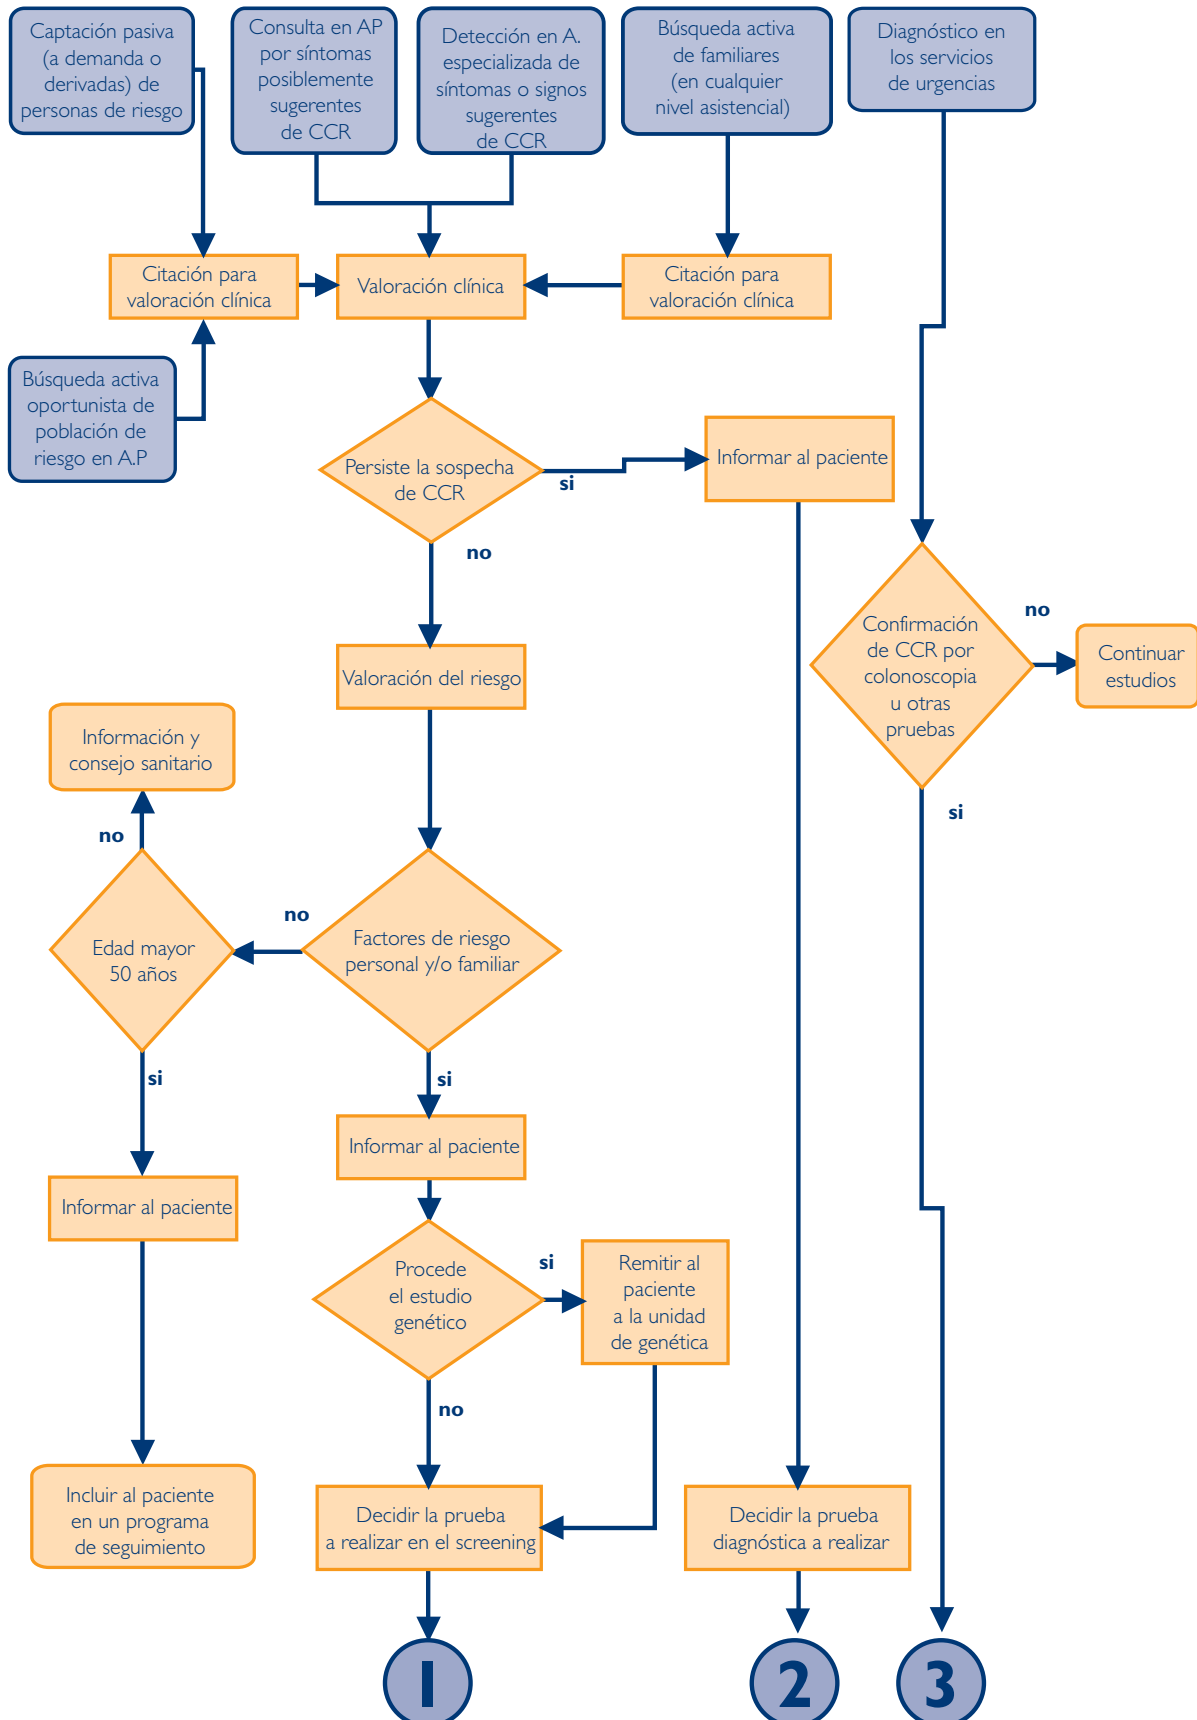 Captación pasiva
(a demanda o
derivadas) de
personas de riesgo
Consulta en AP
por síntomas
posiblemente
sugerentes
de CCR
Detección en A.
especializada de
síntomas o signos
sugerentes
de CCR
Búsqueda activa
de familiares
(en cualquier
nivel asistencial)
Diagnóstico en
los servicios
de urgencias
Citación para
valoración clínica
Valoración clínica
Citación para
valoración clínica
Búsqueda activa
oportunista de
población de
riesgo en A.P
Persiste la sospecha
de CCR
si
Informar al paciente
no
Confirmación
de CCR por
colonoscopia
u otras
pruebas
no
Continuar
estudios
si
Valoración del riesgo
Información y
consejo sanitario
no
Edad mayor
50 años
no
Factores de riesgo
personal y/o familiar
si
si
Informar al paciente
Informar al paciente
Procede
el estudio
genético
si
Remitir al
paciente
a la unidad
de genética
no
Incluir al paciente
en un programa
de seguimiento
Decidir la prueba
a realizar en el screening
Decidir la prueba
diagnóstica a realizar
1
2
3